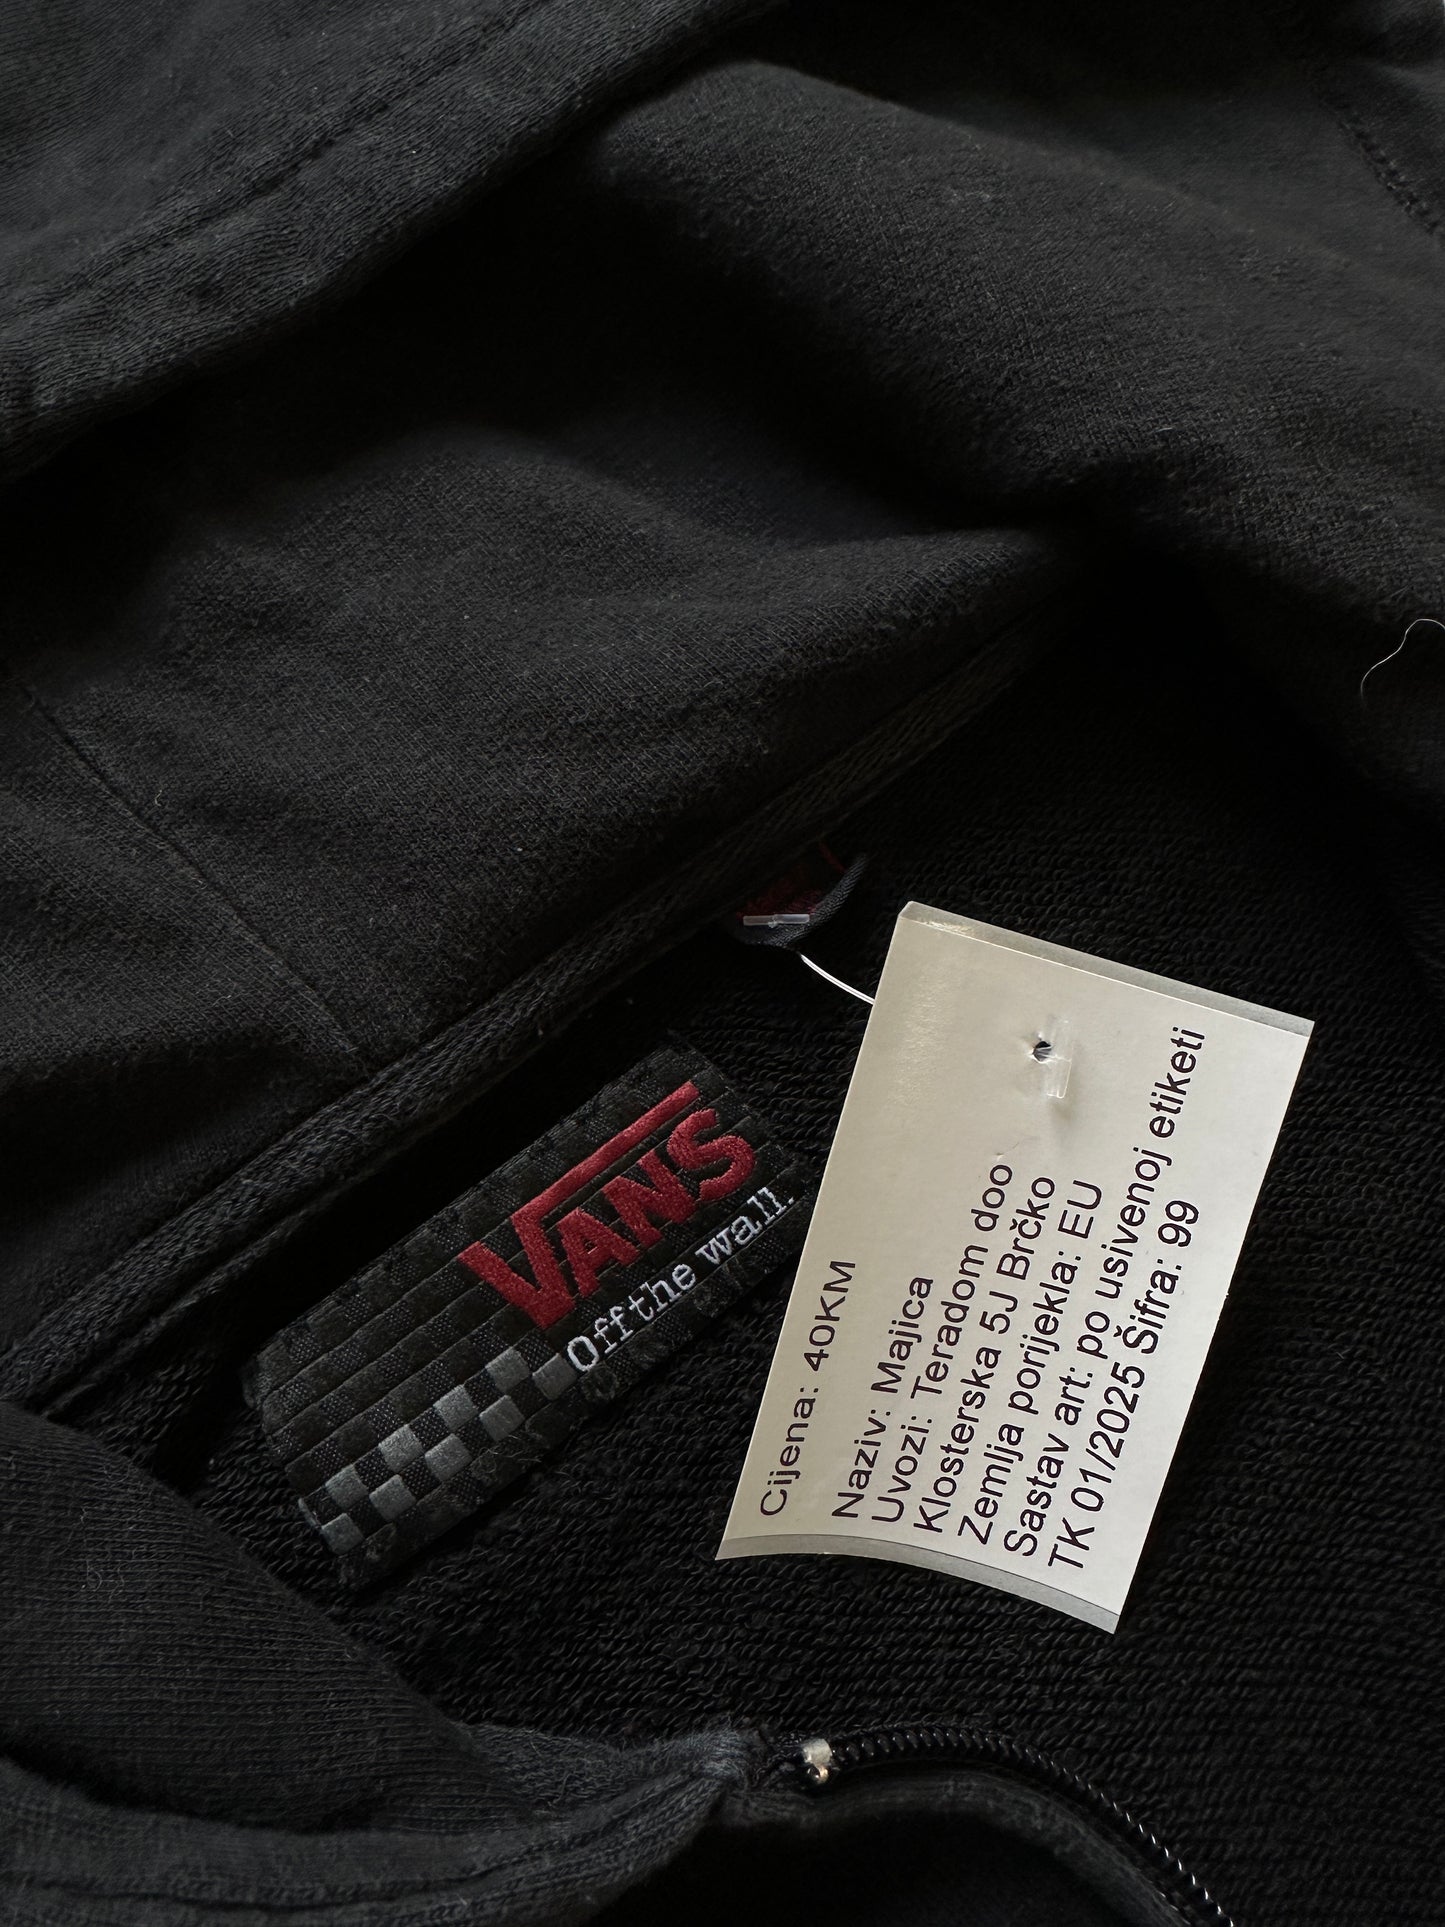 VANS
Off the wall.
Cijena: 40KM
Naziv: Majica
Uvozi: Teradom doo
Klosterska 5J Brčko
Zemlja porijekla: EU
Sastav art: po usivenoj etiketi
TK 01/2025 Šifra: 99